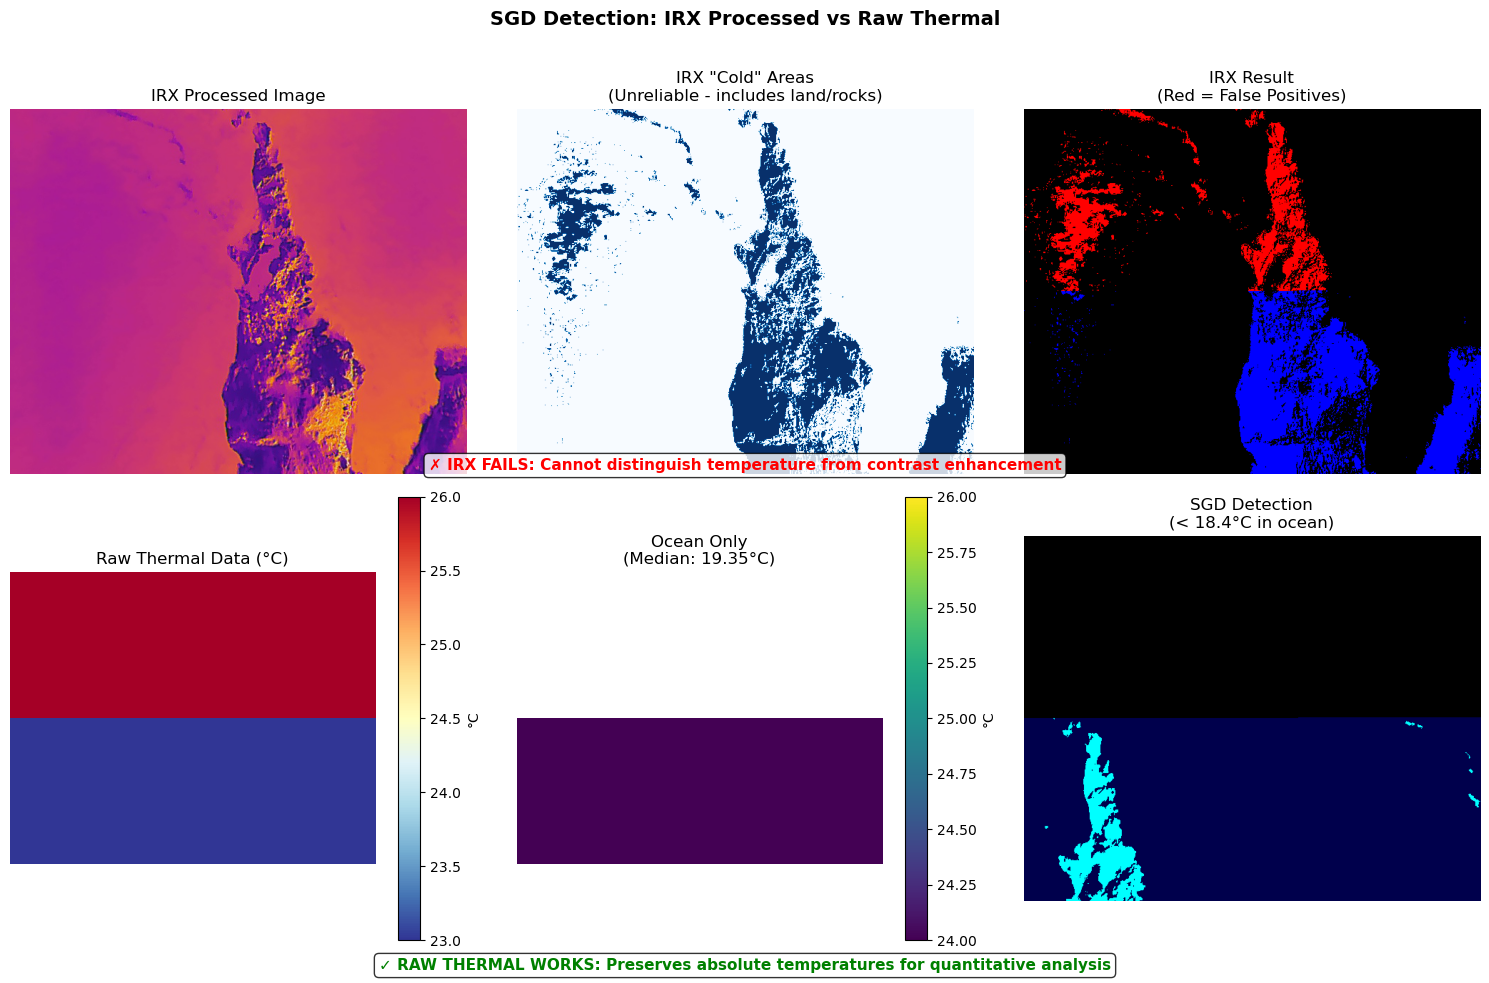 SGD Detection: IRX Processed vs Raw Thermal
IRX Processed Image
IRX "Cold" Areas
(Unreliable - includes land/rocks)
IRX Result
(Red = False Positives)
✗ IRX FAILS: Cannot distinguish temperature from contrast enhancement
Raw Thermal Data (°C)
26.0
25.5
25.0
24.5
24.0
23.5
23.0
°C
Ocean Only
(Median: 19.35°C)
26.00
25.75
25.50
25.25
25.00
24.75
24.50
24.25
24.00
°C
SGD Detection
(< 18.4°C in ocean)
✓ RAW THERMAL WORKS: Preserves absolute temperatures for quantitative analysis